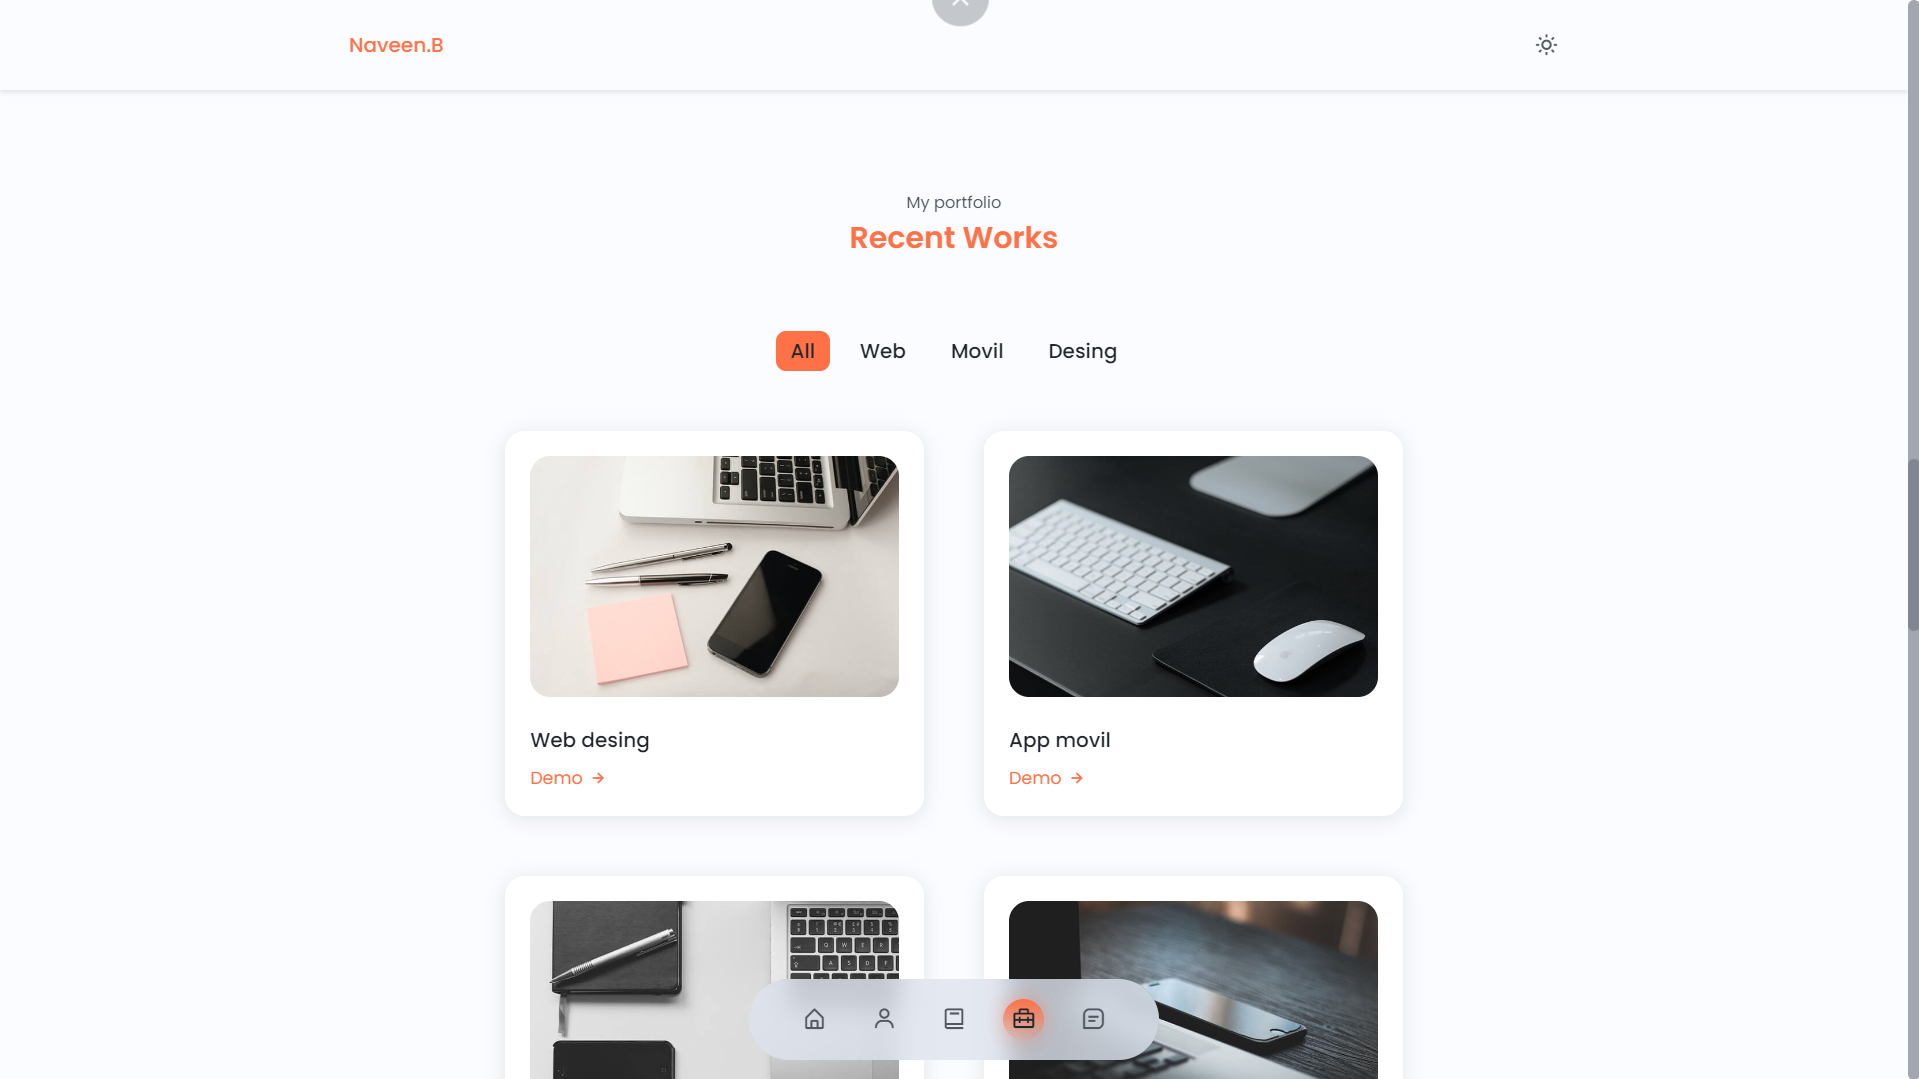 Naveen.B
My portfolio
Recent Works
All Web Movil Desing
Web desing
Demo
App movil
Demo